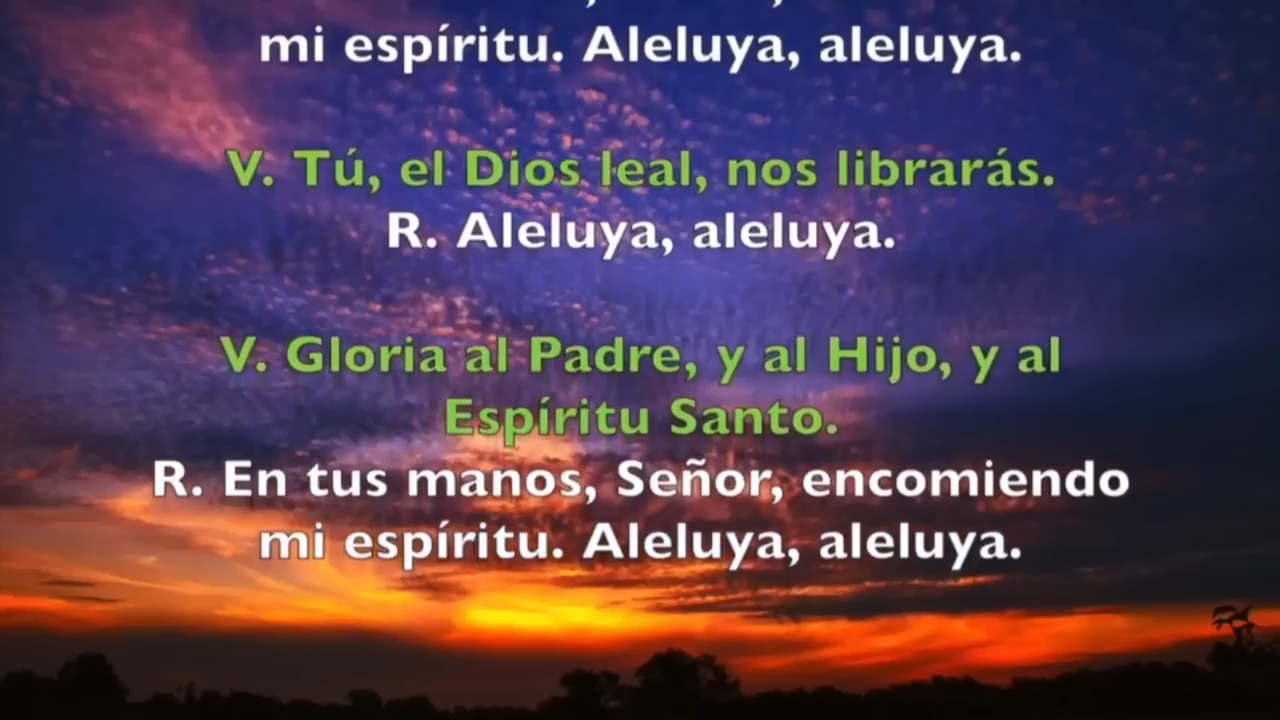 mi espíritu. Aleluya, aleluya.
V. Tú, el Dios leal, nos librarás.
R. Aleluya, aleluya.
V. Gloria al Padre, y al Hijo, y al
Espíritu Santo.
R. En tus manos, Señor, encomiendo
mi espíritu. Aleluya, aleluya.